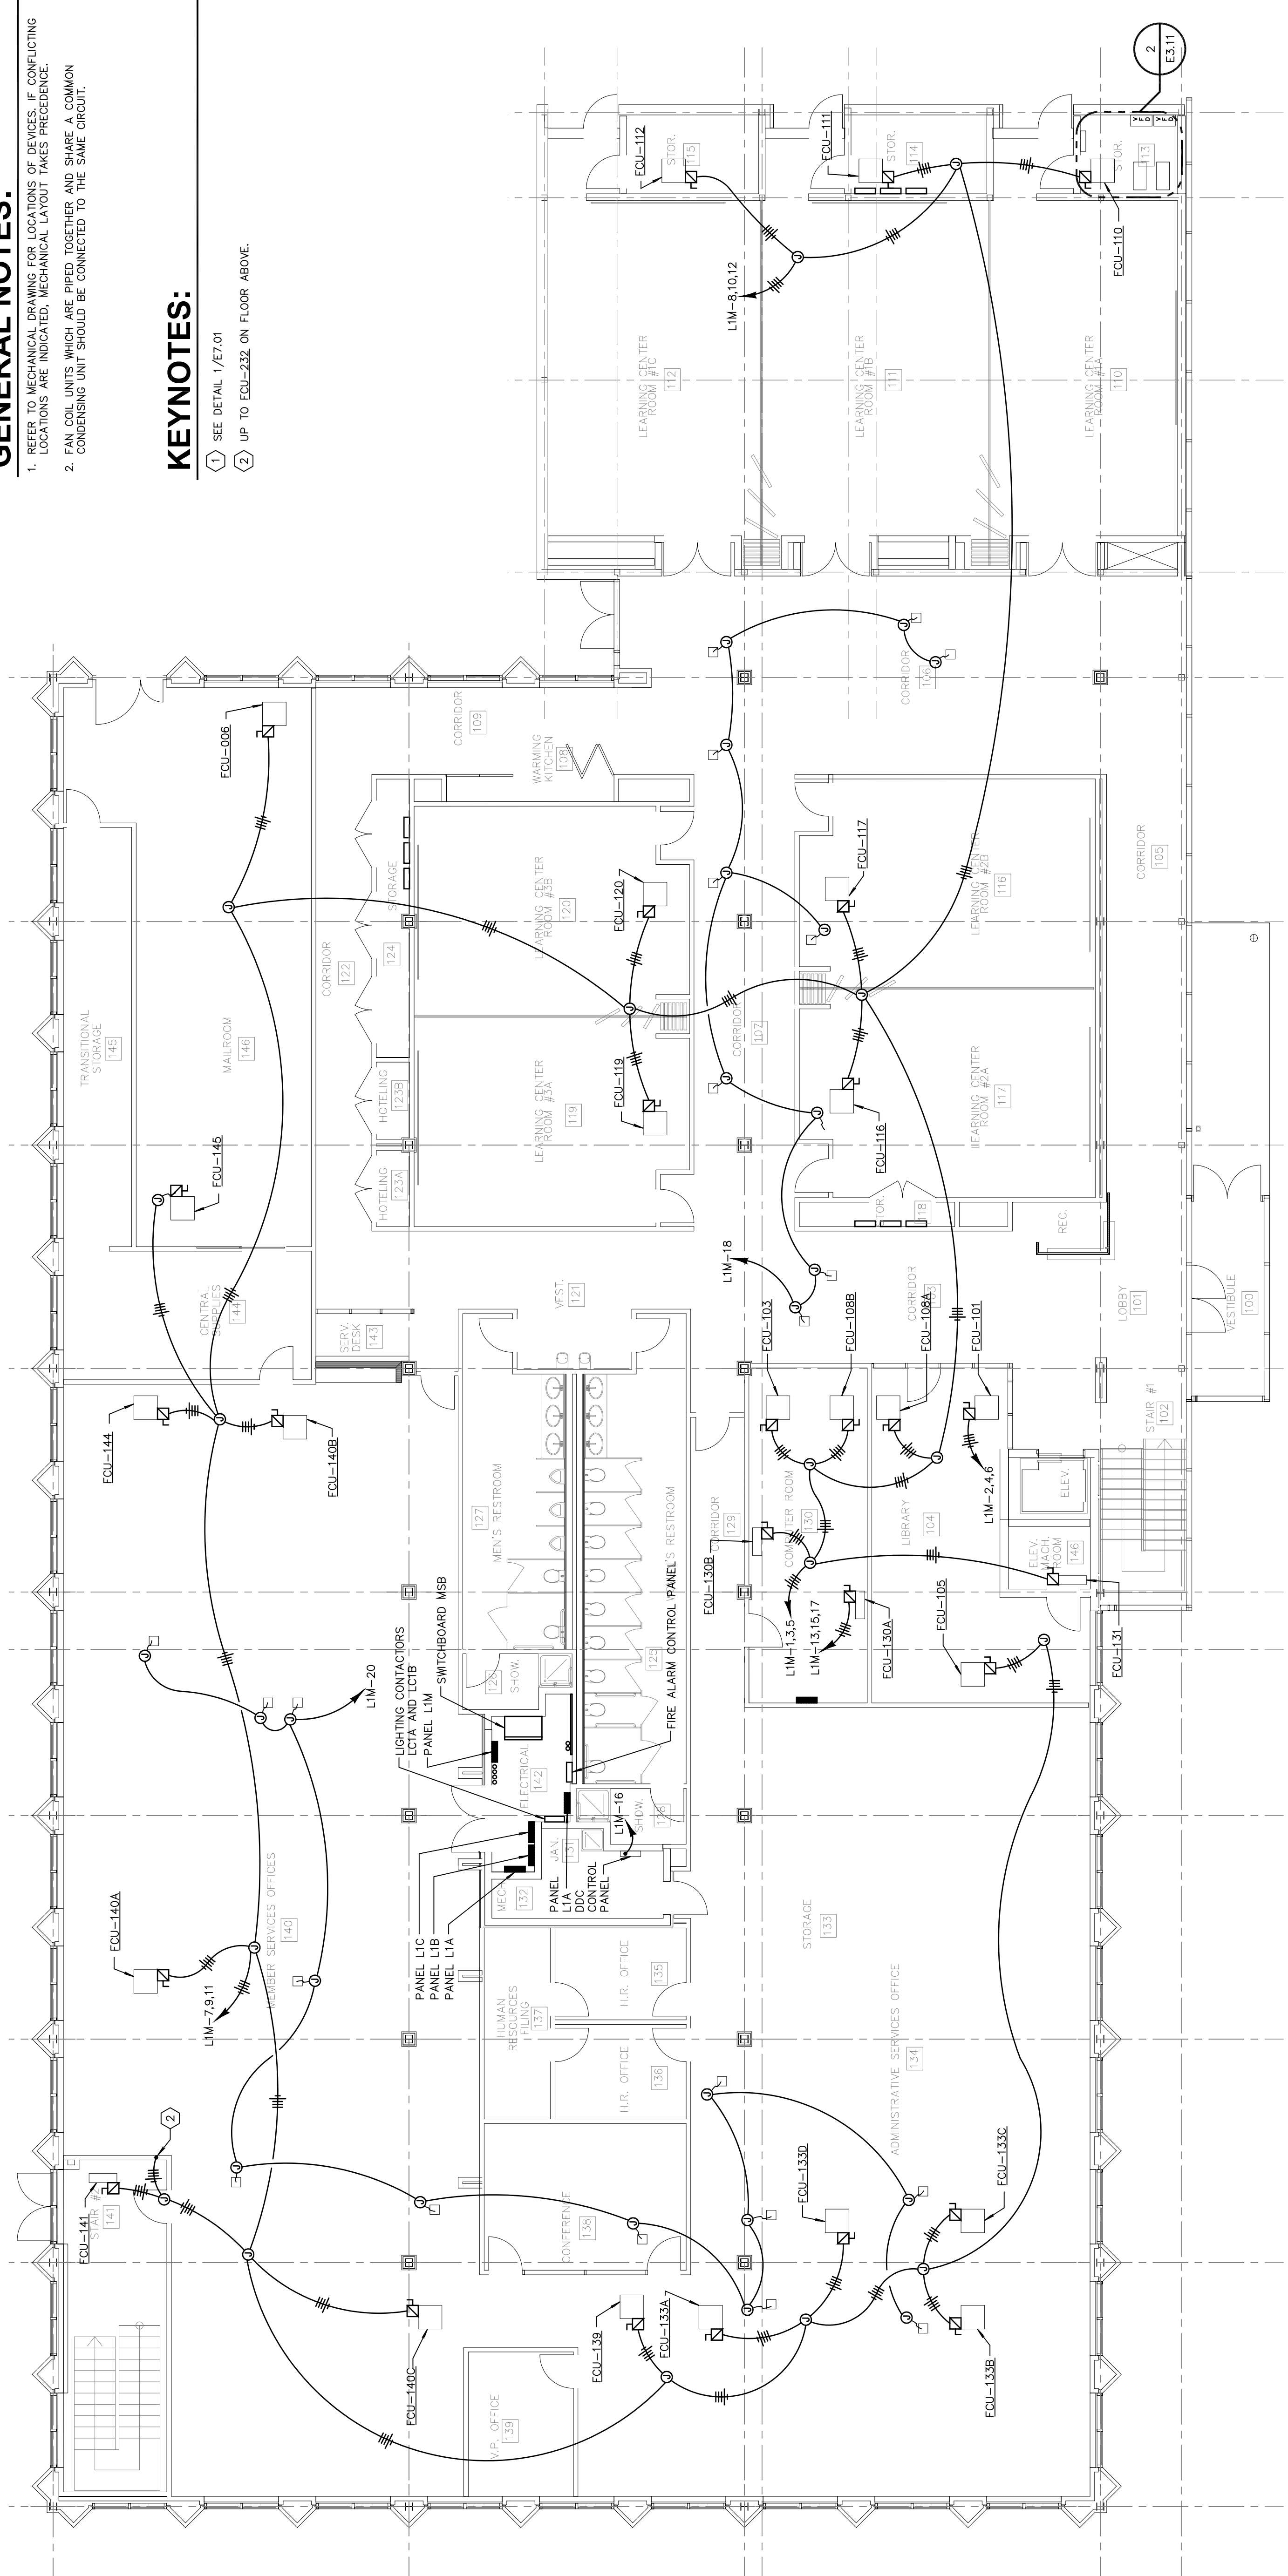 GENERAL NOTES:
1. REFER TO MECHANICAL DRAWING FOR LOCATIONS OF DEVICES. IF CONFLICTING
LOCATIONS ARE INDICATED, MECHANICAL LAYOUT TAKES PRECEDENCE.
2. FAN COIL UNITS WHICH ARE PIPED TOGETHER AND SHARE A COMMON
CONDENSING UNIT SHOULD BE CONNECTED TO THE SAME CIRCUIT.
KEYNOTES:
1 SEE DETAIL 1/E7.01
2 UP TO FCU-232 ON FLOOR ABOVE.
2
E3.11
FCU-141
STAIR #2
141
2
FCU-140A
L1M-7,9,11
MEMBER SERVICES OFFICES
140
L1M-20
FCU-144
FCU-140B
CENTRAL
SUPPLIES
144
FCU-145
TRANSITIONAL
STORAGE
145
MAILROOM
146
FCU-006
FCU-140C
V.P. OFFICE
139
CONFERENCE
138
HUMAN
RESOURCES
FILING
137
H.R. OFFICE
136
H.R. OFFICE
135
PANEL L1C
PANEL L1B
PANEL L1A
LIGHTING CONTACTORS
LC1A AND LC1B
PANEL L1M
SWITCHBOARD MSB
MECH
132
JAN.
131
ELECTRICAL
142
PANEL
L1A
DDC
CONTROL
PANEL
L1M-16
SHOW.
128
SHOW.
126
MEN'S RESTROOM
127
125
FIRE ALARM CONTROL PANEL
'S RESTROOM
SERV.
DESK
143
VEST.
121
CORRIDOR
122
HOTELING
123A
HOTELING
123B
124
STORAGE
CORRIDOR
109
WARMING
KITCHEN
108
LEARNING CENTER
ROOM #3A
119
LEARNING CENTER
ROOM #3B
120
FCU-119
FCU-120
CORRIDOR
107
CORRIDOR
106
FCU-116
FCU-117
LEARNING CENTER
ROOM #2A
117
LEARNING CENTER
ROOM #2B
116
TOR.
118
REC.
CORRIDOR
105
L1M-18
CORRIDOR
103
FCU-103
FCU-108B
FCU-108A
FCU-101
L1M-2,4,6
LOBBY
101
VESTIBULE
100
STAIR #1
102
ELEV.
ELEV.
MACH.
ROOM
146
FCU-131
CORRIDOR
129
FCU-130B
COMPUTER ROOM
130
LIBRARY
104
L1M-1,3,5
L1M-13,15,17
FCU-130A
FCU-105
STORAGE
133
ADMINISTRATIVE SERVICES OFFICE
134
FCU-139
FCU-133A
FCU-133D
FCU-133C
FCU-133B
LEARNING CENTER
ROOM #1C
112
LEARNING CENTER
ROOM #1B
111
LEARNING CENTER
ROOM #1A
110
L1M-8,10,12
FCU-112
STOR.
115
FCU-111
STOR.
114
FCU-110
STOR.
113
VFD
VFD